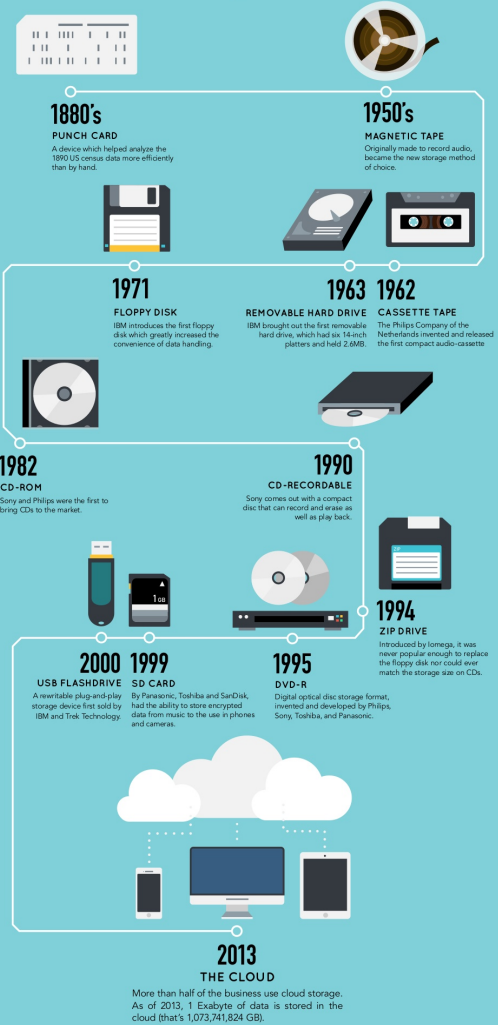 1880's
PUNCH CARD
A device which helped analyze the
1890 US census data more efficiently
than by hand.
1950's
MAGNETIC TAPE
Originally made to record audio,
became the new storage method
of choice.
1971
FLOPPY DISK
IBM introduces the first floppy
disk which greatly increased the
convenience of data handling.
1963
REMOVABLE HARD DRIVE
IBM brought out the first removable
hard drive, which had six 14-inch
platters and held 2.6MB.
1962
CASSETTE TAPE
The Philips Company of the
Netherlands invented and released
the first compact audio-cassette
1982
CD-ROM
Sony and Philips were the first to
bring CDs to the market.
1990
CD-RECORDABLE
Sony comes out with a compact
disc that can record and erase as
well as play back.
ZIP
1994
ZIP DRIVE
Introduced by Iomega, it was
never popular enough to replace
the floppy disk nor could ever
match the storage size on CDs.
1 GB
2000
USB FLASHDRIVE
A rewritable plug-and-play
storage device first sold by
IBM and Trek Technology.
1999
SD CARD
By Panasonic, Toshiba and SanDisk,
had the ability to store encrypted
data from music to the use in phones
and cameras.
1995
DVD-R
Digital optical disc storage format,
invented and developed by Philips,
Sony, Toshiba, and Panasonic.
2013
THE CLOUD
More than half of the business use cloud storage.
As of 2013, 1 Exabyte of data is stored in the
cloud (that's 1,073,741,824 GB).